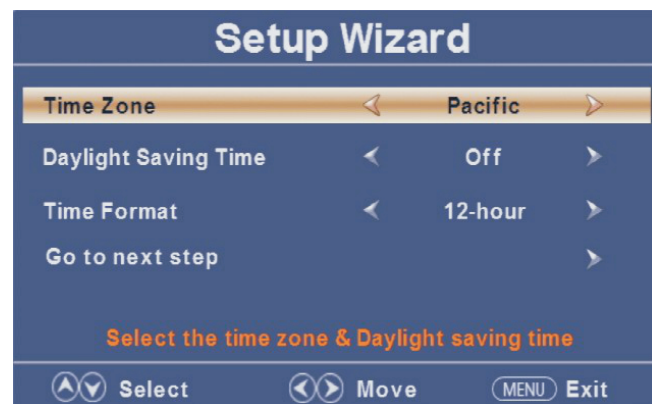 Setup Wizard
Time Zone Pacific
Daylight Saving Time Off
Time Format 12-hour
Go to next step
Select the time zone & Daylight saving time
Select Move MENU Exit